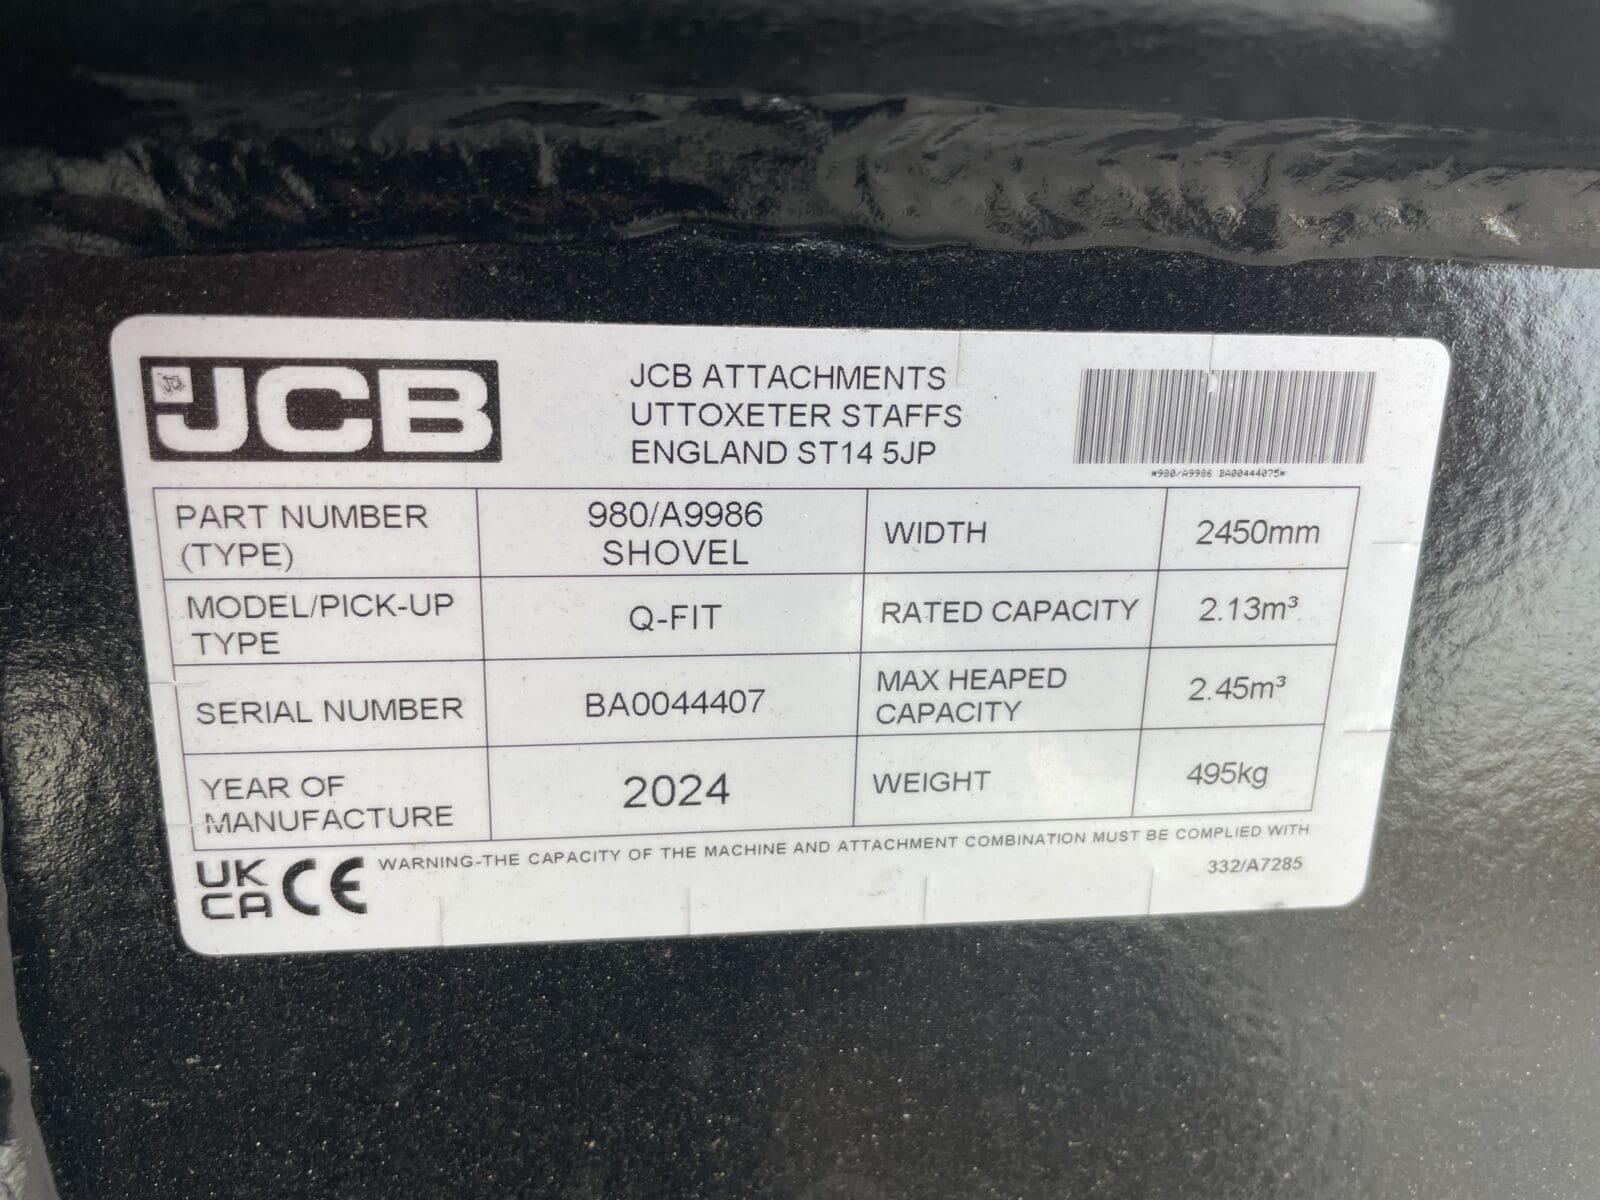 JCB
JCB ATTACHMENTS
UTTOXETER STAFFS
ENGLAND ST14 5JP
*980/A9986 BA00444075*
PART NUMBER
(TYPE)
980/A9986
SHOVEL
WIDTH
2450mm
MODEL/PICK-UP
TYPE
Q-FIT
RATED CAPACITY
2.13m³
SERIAL NUMBER
BA0044407
MAX HEAPED
CAPACITY
2.45m³
YEAR OF
MANUFACTURE
2024
WEIGHT
495kg
UK
CA
CE
WARNING-THE CAPACITY OF THE MACHINE AND ATTACHMENT COMBINATION MUST BE COMPLIED WITH
332/A7285